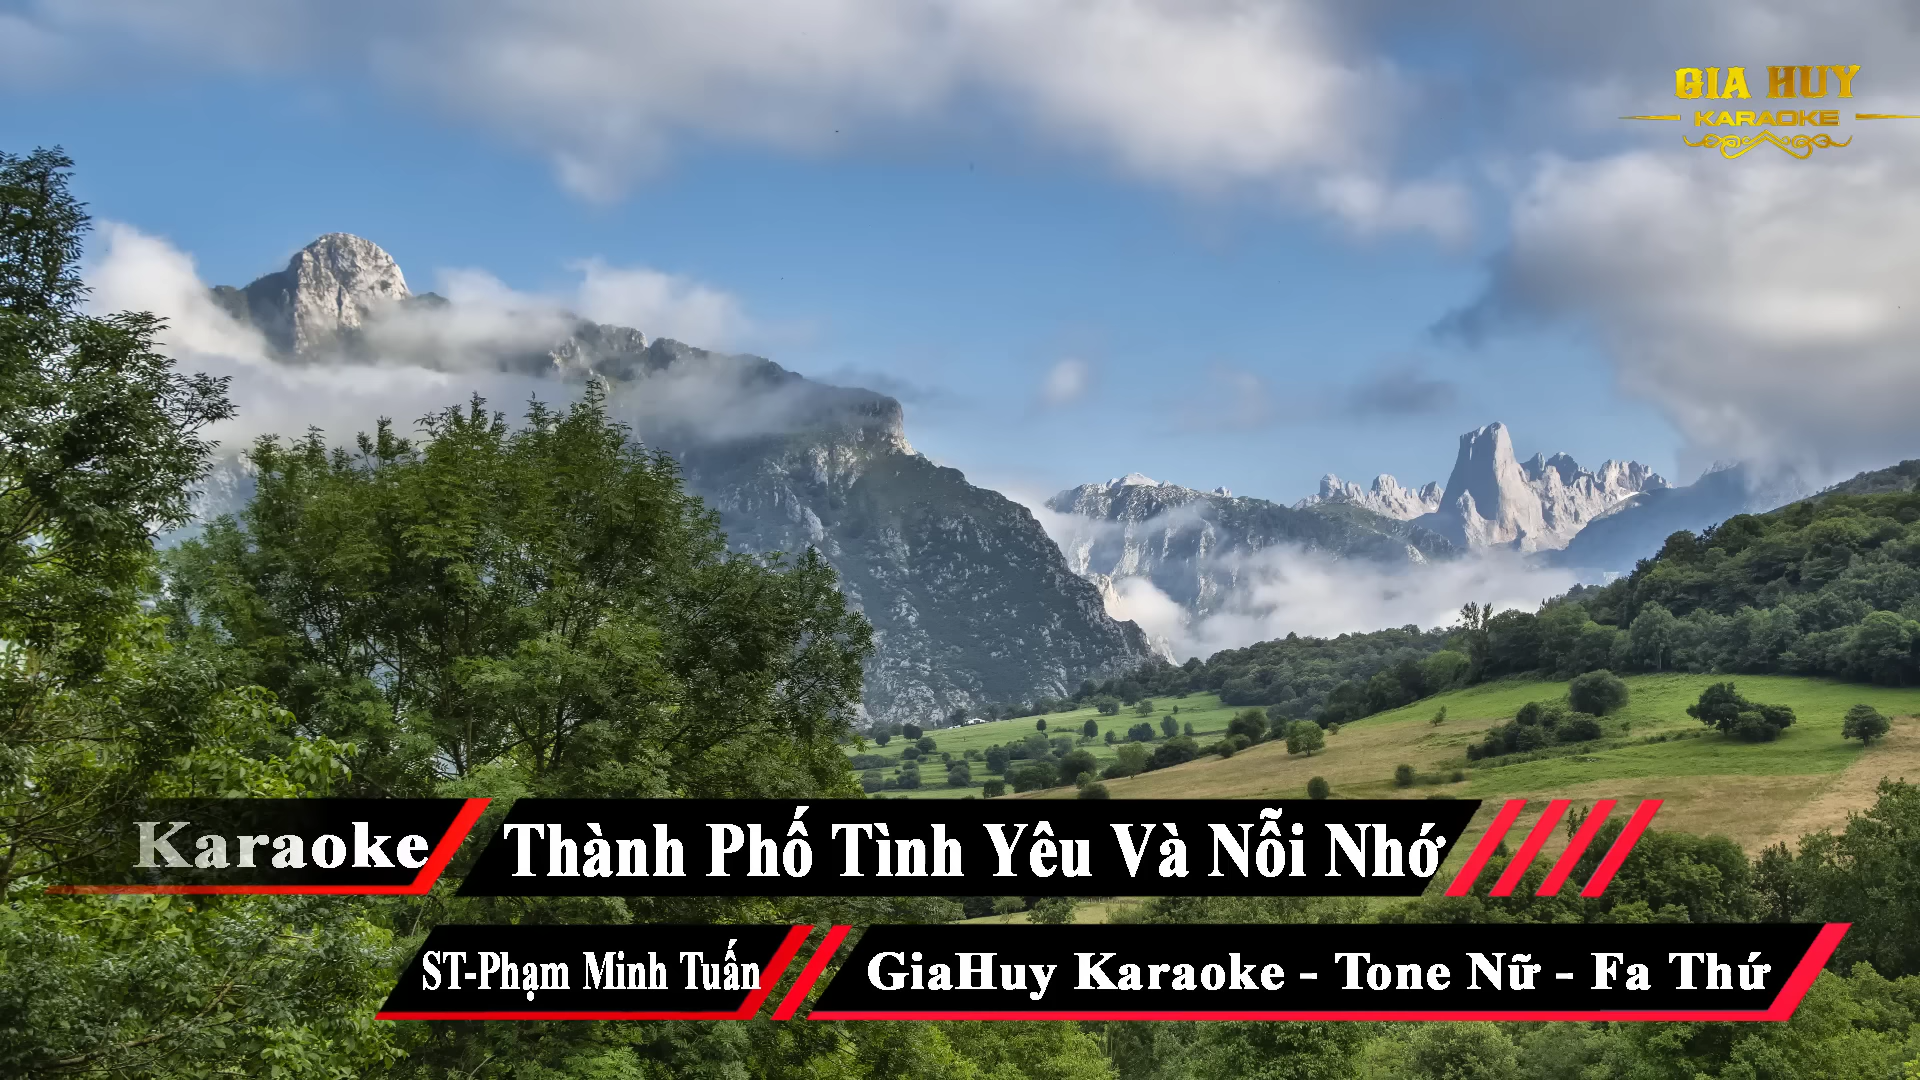 GIA HUY
KARAOKE
Karaoke
Thành Phố Tình Yêu Và Nỗi Nhớ
ST-Phạm Minh Tuấn
GiaHuy Karaoke - Tone Nữ - Fa Thứ